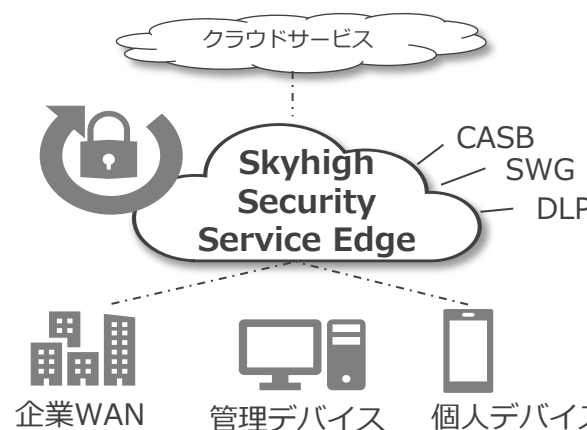 クラウドサービス
Skyhigh
Security
Service Edge
CASB
SWG
DLP
企業WAN
管理デバイス
個人デバイス